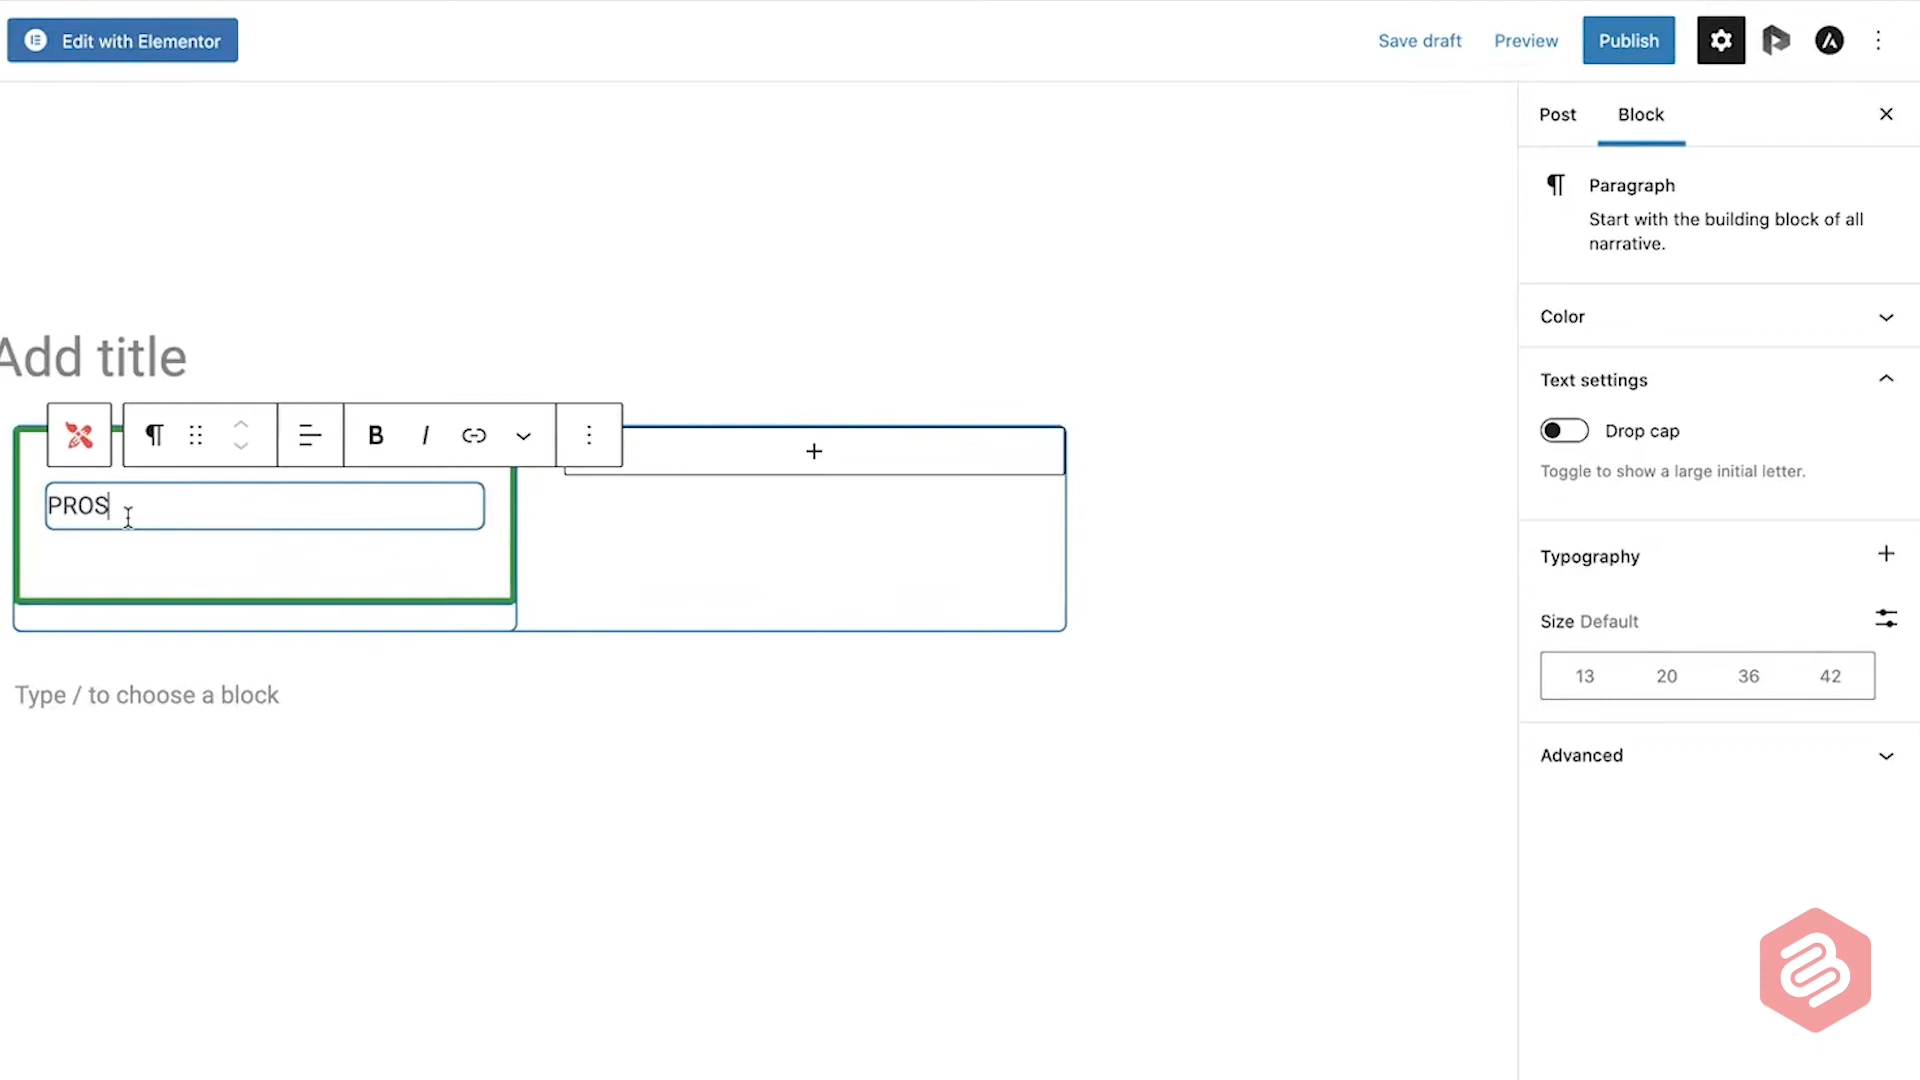 Edit with Elementor
Save draft
Preview
Publish
Post
Block
Paragraph
Start with the building block of all
narrative.
Color
Add title
Text settings
B I
Drop cap
Toggle to show a large initial letter.
PROS
Typography
Size Default
13 20 36 42
Type / to choose a block
Advanced